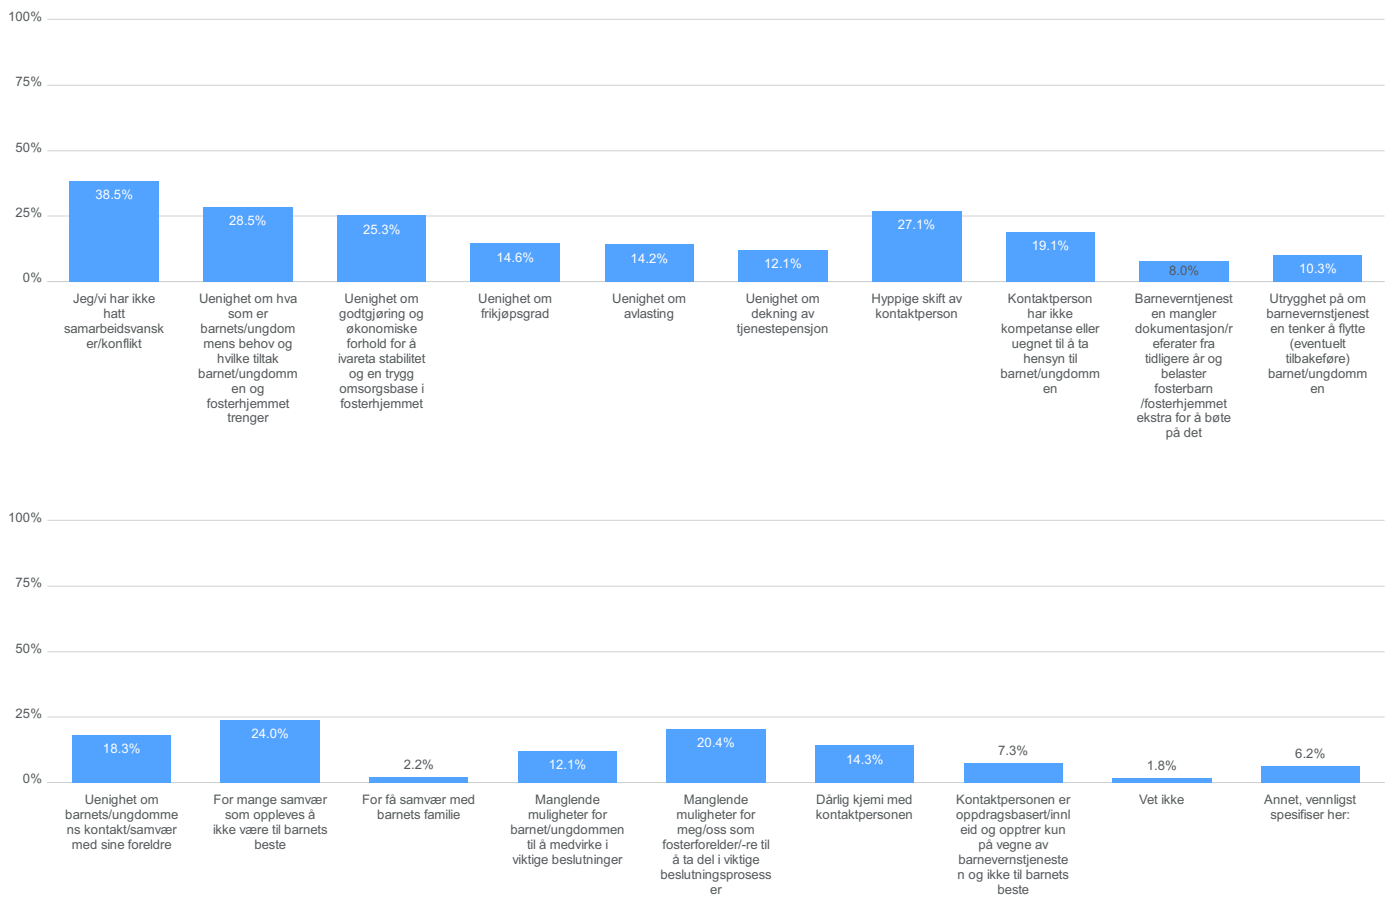 100%
75%
50%
25%
0%
38.5%
28.5%
25.3%
14.6%
14.2%
12.1%
27.1%
19.1%
8.0%
10.3%
Jeg/vi har ikke
hatt
samarbeidsvansk
er/konflikt
Uenighet om hva
som er
barnets/ungdom
mens behov og
hvilke tiltak
barnet/ungdomm
en og
fosterhjemmet
trenger
Uenighet om
godtgjøring og
økonomiske
forhold for å
ivareta stabilitet
og en trygg
omsorgsbase i
fosterhjemmet
Uenighet om
frikjøpsgrad
Uenighet om
avlasting
Uenighet om
dekning av
tjenestepensjon
Hyppige skift av
kontaktperson
Kontaktperson
har ikke
kompetanse eller
uegnet til å ta
hensyn til
barnet/ungdomm
en
Barneverntjenest
en mangler
dokumentasjon/r
eferater fra
tidligere år og
belaster
fosterbarn
/fosterhjemmet
ekstra for å bøte
på det
Utrygghet på om
barnevernstjenest
en tenker å flytte
(eventuelt
tilbakeføre)
barnet/ungdomm
en
100%
75%
50%
25%
0%
18.3%
24.0%
2.2%
12.1%
20.4%
14.3%
7.3%
1.8%
6.2%
Uenighet om
barnets/ungdomme
ns kontakt/samvær
med sine foreldre
For mange samvær
som oppleves å
ikke være til barnets
beste
For få samvær med
barnets familie
Manglende
muligheter for
barnet/ungdommen
til å medvirke i
viktige beslutninger
Manglende
muligheter for
meg/oss som
fosterforelder/-re til
å ta del i viktige
beslutningsprosess
er
Dårlig kjemi med
kontaktpersonen
Kontaktpersonen er
oppdragsbasert/innl
eid og opptrer kun
på vegne av
barnevernstjeneste
n og ikke til barnets
beste
Vet ikke
Annet, vennligst
spesifiser her: